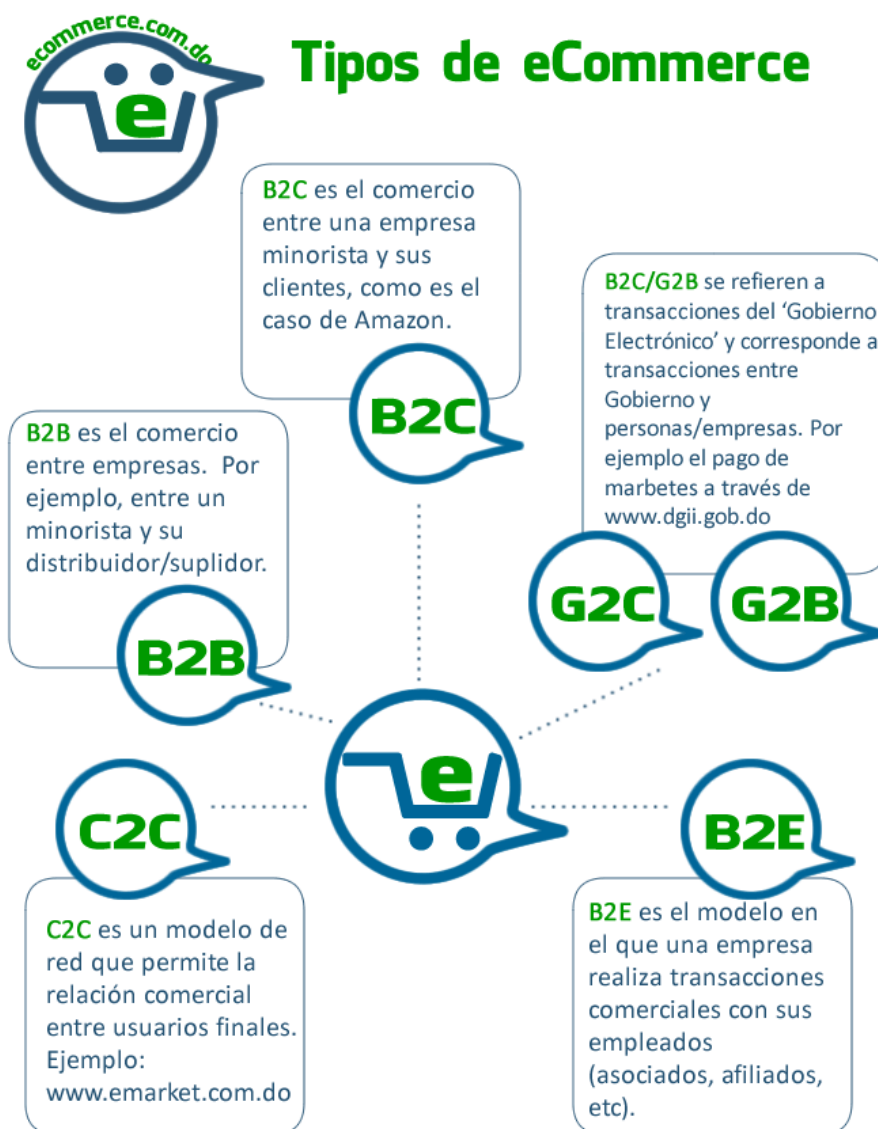 ecommerce.com.do
e
Tipos de eCommerce
B2C es el comercio
entre una empresa
minorista y sus
clientes, como es el
caso de Amazon.
B2C
B2C/G2B se refieren a
transacciones del ‘Gobierno
Electrónico’ y corresponde a
transacciones entre
Gobierno y
personas/empresas. Por
ejemplo el pago de
marbetes a través de
www.dgii.gob.do
G2C
G2B
B2B es el comercio
entre empresas. Por
ejemplo, entre un
minorista y su
distribuidor/suplidor.
B2B
e
C2C
C2C es un modelo de
red que permite la
relación comercial
entre usuarios finales.
Ejemplo:
www.emarket.com.do
B2E
B2E es el modelo en
el que una empresa
realiza transacciones
comerciales con sus
empleados
(asociados, afiliados,
etc).